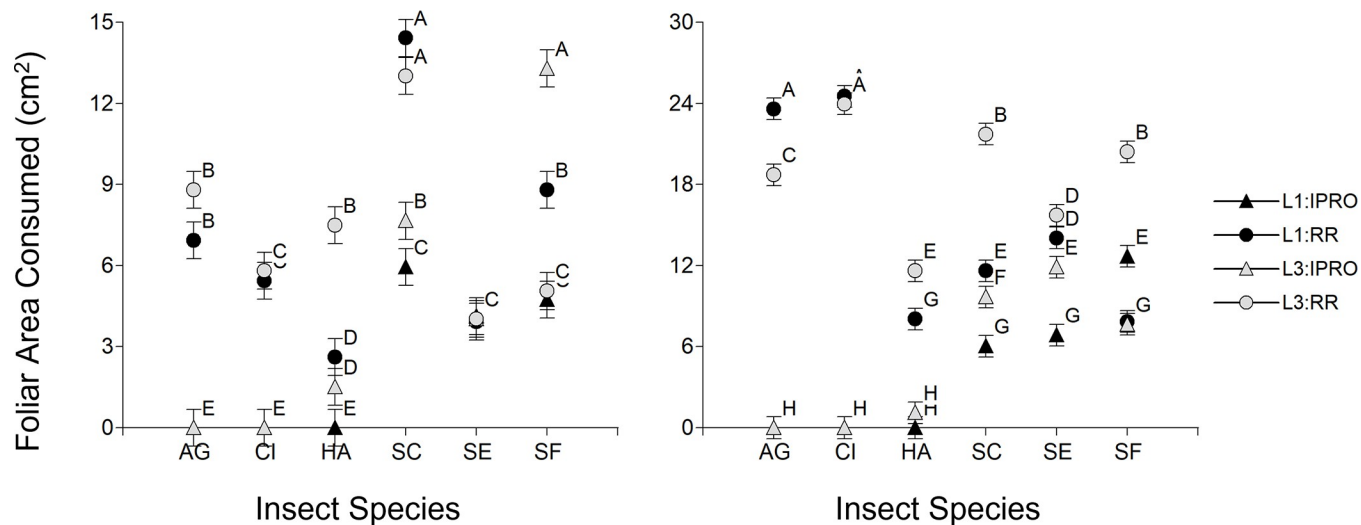 Foliar Area Consumed (cm²)
15
12
9
6
3
0
B
B
E
C
C
E
B
D
D
E
A
A
B
C
C
A
B
C
C
AG CI HA SC SE SF
Insect Species
30
24
18
12
6
0
A
C
H
A
H
E
G
H
H
B
E
F
G
D
D
E
G
B
E
G
AG CI HA SC SE SF
Insect Species
L1:IPRO
L1:RR
L3:IPRO
L3:RR